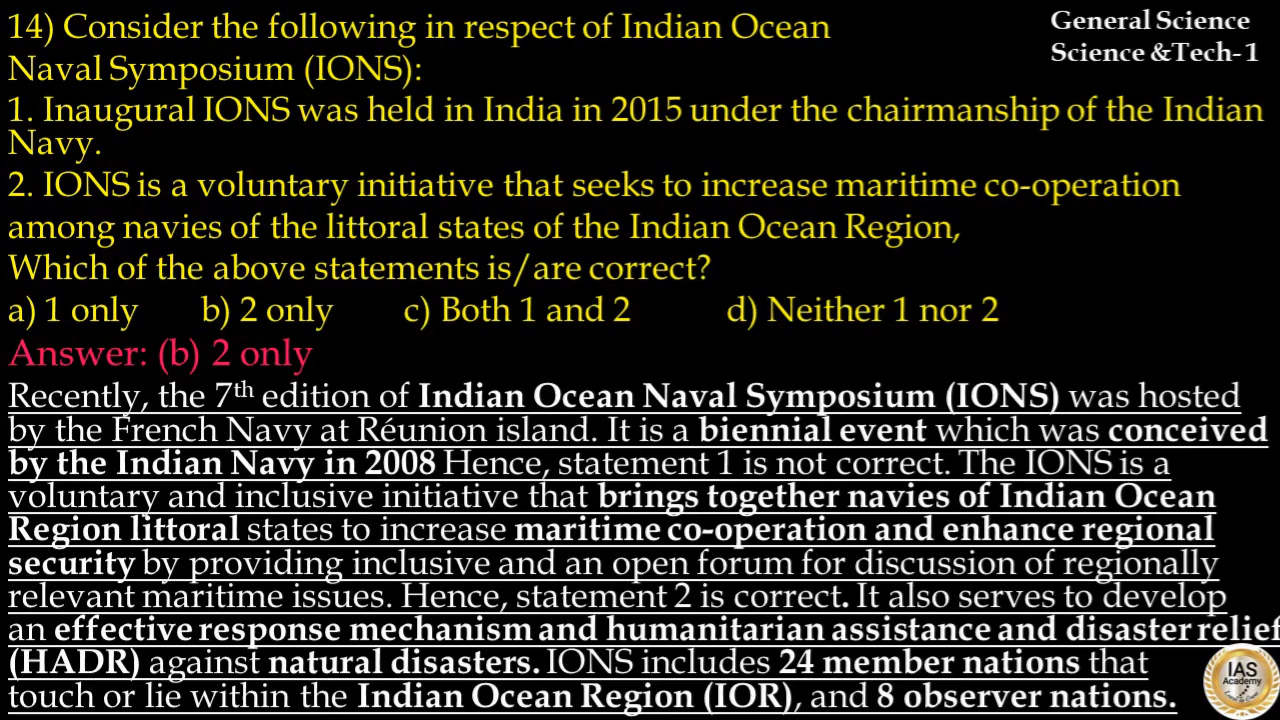 14) Consider the following in respect of Indian Ocean
Naval Symposium (IONS):
General Science
Science &Tech-1
1. Inaugural IONS was held in India in 2015 under the chairmanship of the Indian
Navy.
2. IONS is a voluntary initiative that seeks to increase maritime co-operation
among navies of the littoral states of the Indian Ocean Region,
Which of the above statements is/are correct?
a) 1 only b) 2 only c) Both 1 and 2 d) Neither 1 nor 2
Answer: (b) 2 only
Recently, the 7th edition of Indian Ocean Naval Symposium (IONS) was hosted
by the French Navy at Réunion island. It is a biennial event which was conceived
by the Indian Navy in 2008 Hence, statement 1 is not correct. The IONS is a
voluntary and inclusive initiative that brings together navies of Indian Ocean
Region littoral states to increase maritime co-operation and enhance regional
security by providing inclusive and an open forum for discussion of regionally
relevant maritime issues. Hence, statement 2 is correct. It also serves to develop
an effective response mechanism and humanitarian assistance and disaster relief
(HADR) against natural disasters. IONS includes 24 member nations that
touch or lie within the Indian Ocean Region (IOR), and 8 observer nations.
IAS
Academy